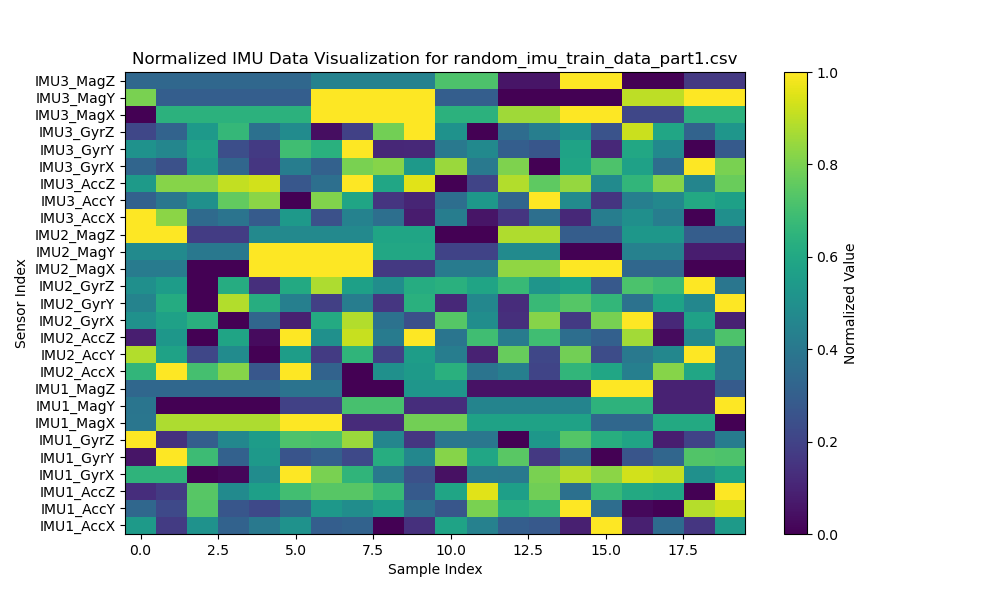 Normalized IMU Data Visualization for random_imu_train_data_part1.csv
IMU3_MagZ
IMU3_MagY
IMU3_MagX
IMU3_GyrZ
IMU3_GyrY
IMU3_GyrX
IMU3_AccZ
IMU3_AccY
IMU3_AccX
IMU2_MagZ
IMU2_MagY
IMU2_MagX
IMU2_GyrZ
IMU2_GyrY
IMU2_GyrX
IMU2_AccZ
IMU2_AccY
IMU2_AccX
IMU1_MagZ
IMU1_MagY
IMU1_MagX
IMU1_GyrZ
IMU1_GyrY
IMU1_GyrX
IMU1_AccZ
IMU1_AccY
IMU1_AccX
Sensor Index
0.0 2.5 5.0 7.5 10.0 12.5 15.0 17.5
Sample Index
1.0
0.8
0.6
0.4
0.2
0.0
Normalized Value